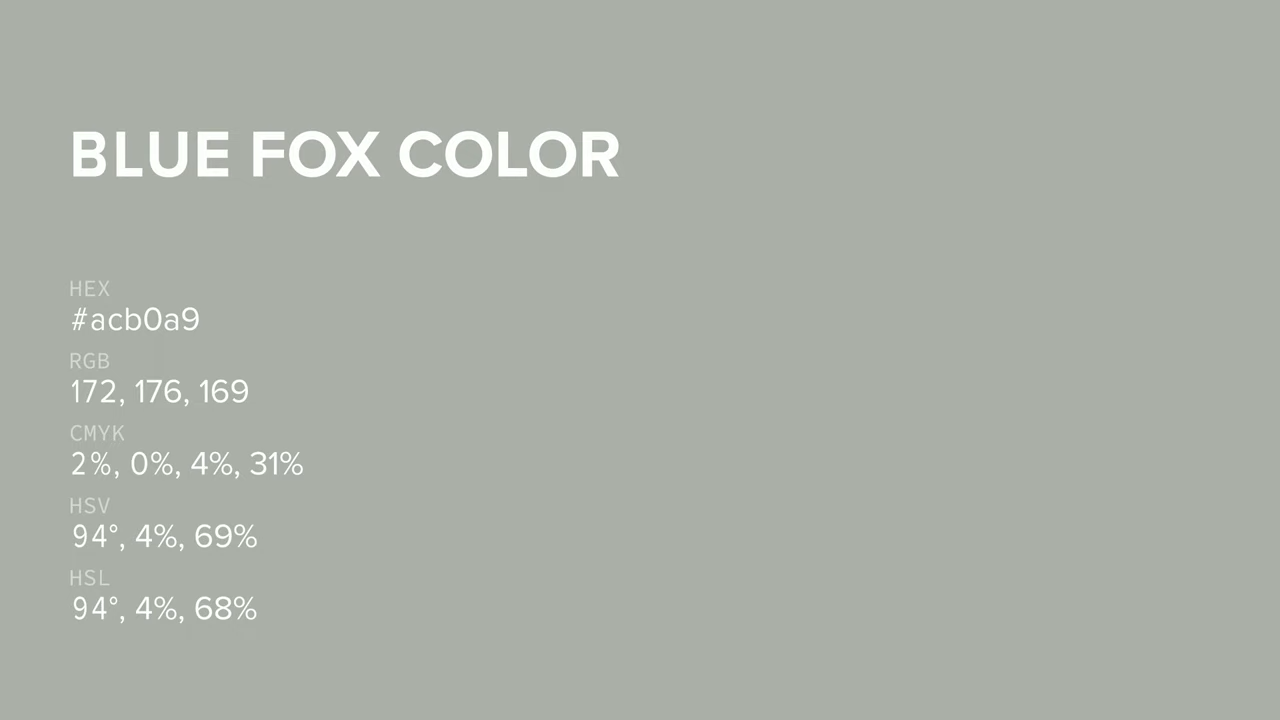 BLUE FOX COLOR
HEX
#acb0a9
RGB
172, 176, 169
CMYK
2%, 0%, 4%, 31%
HSV
94°, 4%, 69%
HSL
94°, 4%, 68%